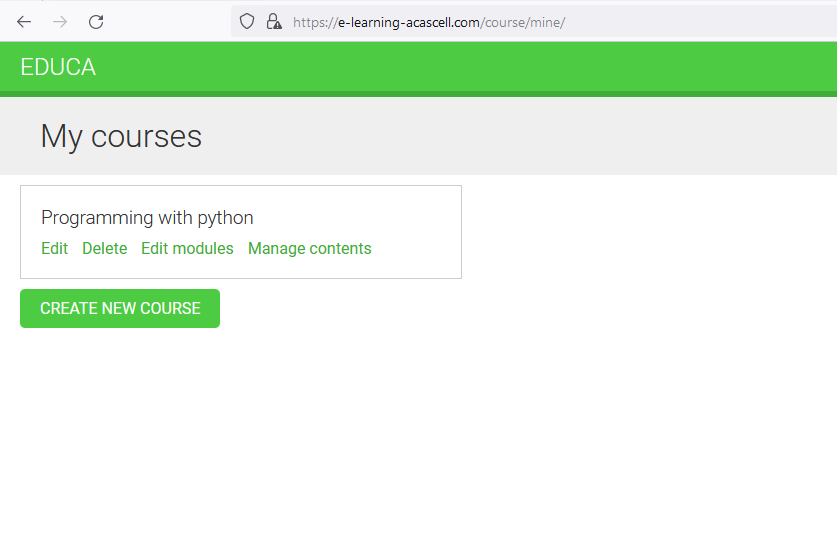 https://e-learning-acascell.com/course/mine/
EDUCA
My courses
Programming with python
Edit Delete Edit modules Manage contents
CREATE NEW COURSE